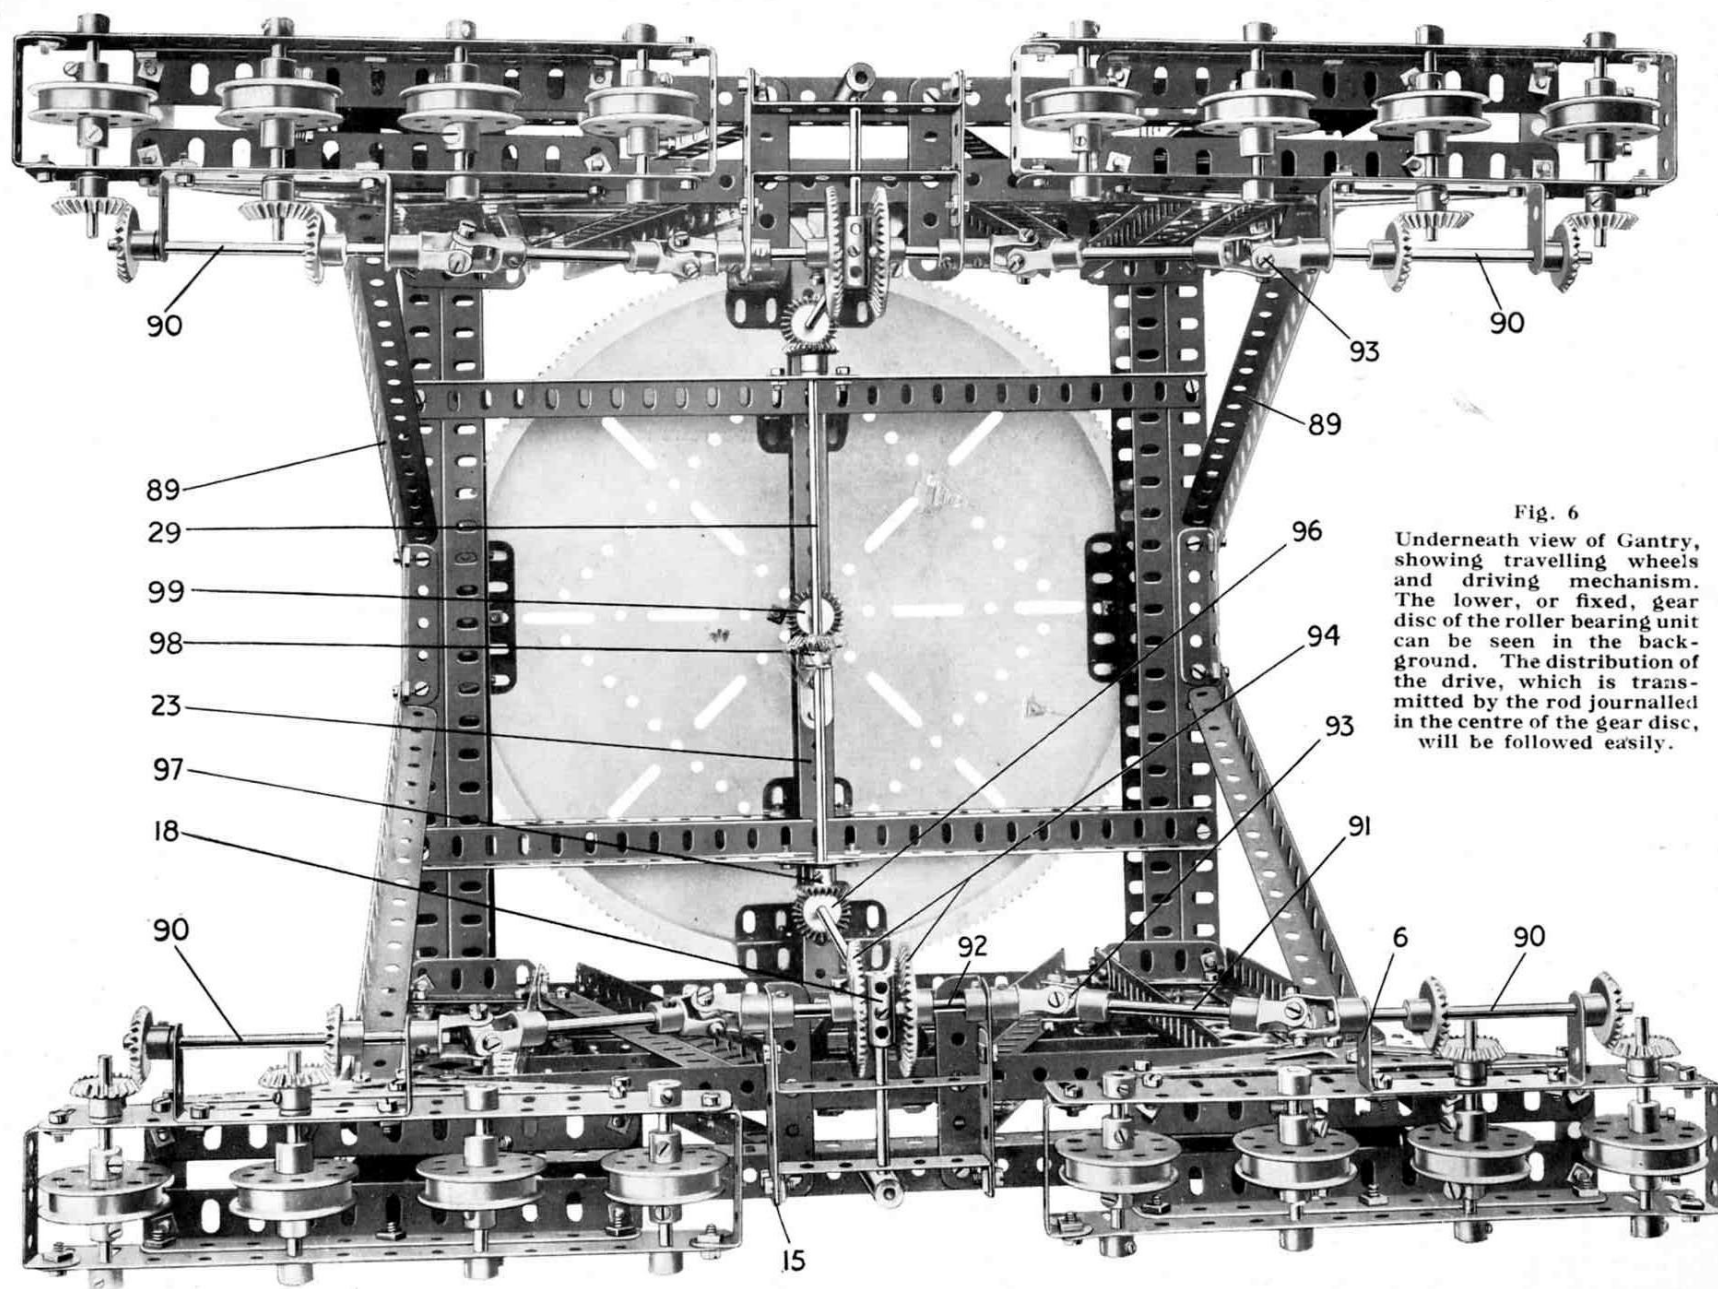 90
90
93
89
89
29
99
98
23
97
18
90
96
94
93
91
92
6
90
15
Fig. 6
Underneath view of Gantry,
showing travelling wheels
and driving mechanism.
The lower, or fixed, gear
disc of the roller bearing unit
can be seen in the back-
ground. The distribution of
the drive, which is trans-
mitted by the rod journalled
in the centre of the gear disc,
will be followed easily.